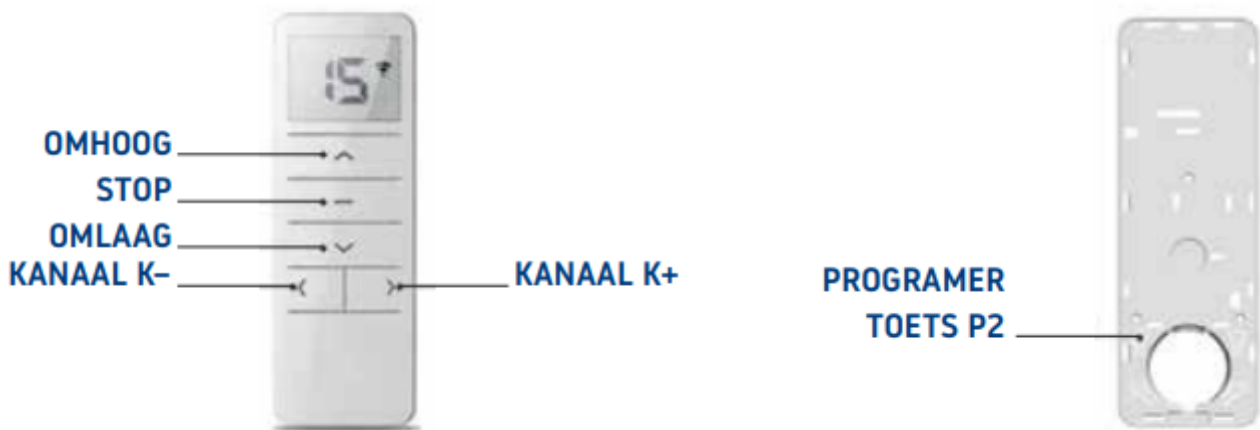 15
OMHOOG
STOP
OMLAAG
KANAAL K–
KANAAL K+
PROGRAMER
TOETS P2